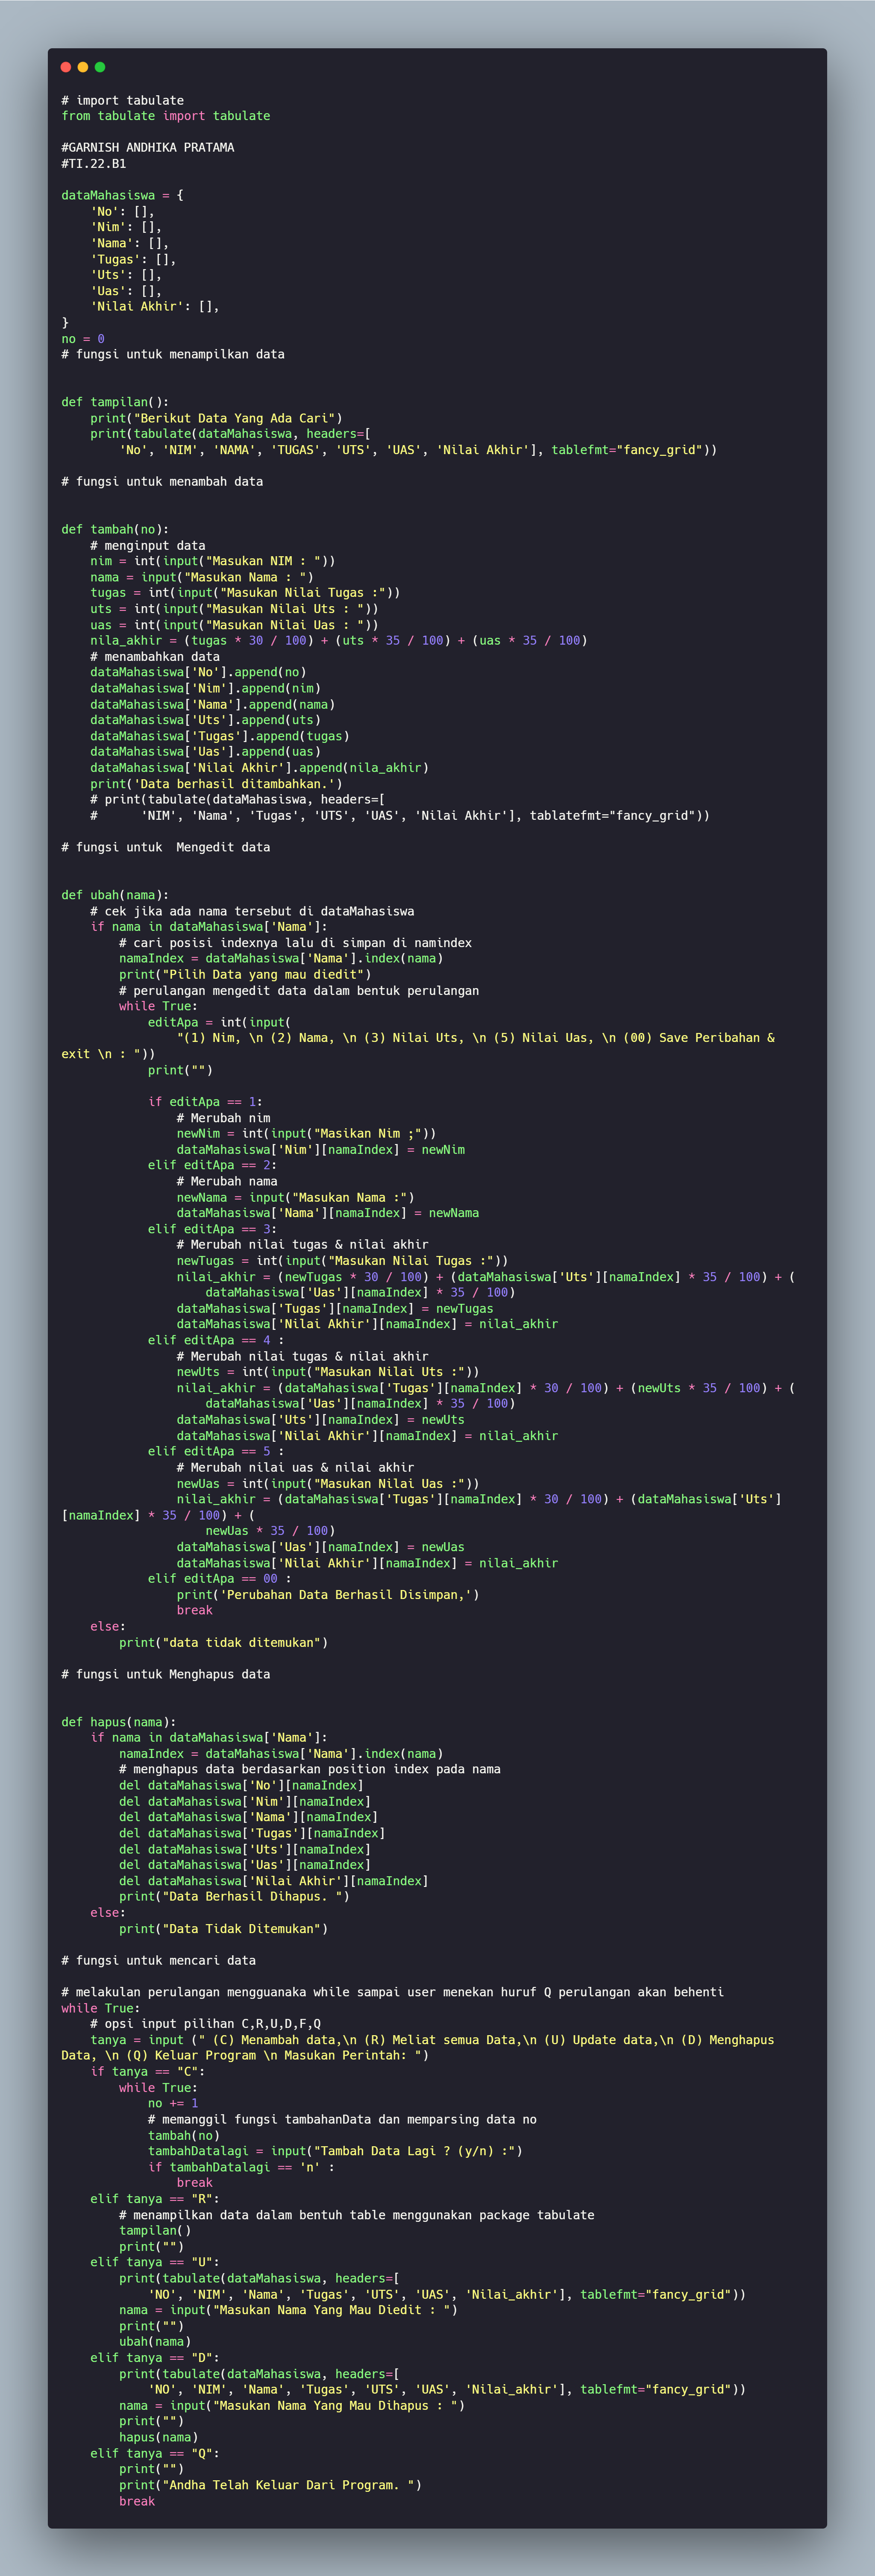 # import tabulate
from tabulate import tabulate
#GARNISH ANDHIKA PRATAMA
#TI.22.B1
dataMahasiswa = {
    'No': [],
    'Nim': [],
    'Nama': [],
    'Tugas': [],
    'Uts': [],
    'Uas': [],
    'Nilai Akhir': [],
}
no = 0
# fungsi untuk menampilkan data
def tampilan():
    print("Berikut Data Yang Ada Cari")
    print(tabulate(dataMahasiswa, headers=[
        'No', 'NIM', 'NAMA', 'TUGAS', 'UTS', 'UAS', 'Nilai Akhir'], tablefmt="fancy_grid"))
# fungsi untuk menambah data
def tambah(no):
    # menginput data
    nim = int(input("Masukan NIM : "))
    nama = input("Masukan Nama : ")
    tugas = int(input("Masukan Nilai Tugas :"))
    uts = int(input("Masukan Nilai Uts : "))
    uas = int(input("Masukan Nilai Uas : "))
    nila_akhir = (tugas * 30 / 100) + (uts * 35 / 100) + (uas * 35 / 100)
    # menambahkan data
    dataMahasiswa['No'].append(no)
    dataMahasiswa['Nim'].append(nim)
    dataMahasiswa['Nama'].append(nama)
    dataMahasiswa['Uts'].append(uts)
    dataMahasiswa['Tugas'].append(tugas)
    dataMahasiswa['Uas'].append(uas)
    dataMahasiswa['Nilai Akhir'].append(nila_akhir)
    print('Data berhasil ditambahkan.')
    # print(tabulate(dataMahasiswa, headers=[
    #      'NIM', 'Nama', 'Tugas', 'UTS', 'UAS', 'Nilai Akhir'], tablatefmt="fancy_grid"))
# fungsi untuk  Mengedit data
def ubah(nama):
    # cek jika ada nama tersebut di dataMahasiswa
    if nama in dataMahasiswa['Nama']:
        # cari posisi indexnya lalu di simpan di namindex
        namaIndex = dataMahasiswa['Nama'].index(nama)
        print("Pilih Data yang mau diedit")
        # perulangan mengedit data dalam bentuk perulangan
        while True:
            editApa = int(input(
                "(1) Nim, \n (2) Nama, \n (3) Nilai Uts, \n (5) Nilai Uas, \n (00) Save Peribahan &
exit \n : "))
            print("")
            if editApa == 1:
                # Merubah nim
                newNim = int(input("Masikan Nim ;"))
                dataMahasiswa['Nim'][namaIndex] = newNim
            elif editApa == 2:
                # Merubah nama
                newNama = input("Masukan Nama :")
                dataMahasiswa['Nama'][namaIndex] = newNama
            elif editApa == 3:
                # Merubah nilai tugas & nilai akhir
                newTugas = int(input("Masukan Nilai Tugas :"))
                nilai_akhir = (newTugas * 30 / 100) + (dataMahasiswa['Uts'][namaIndex] * 35 / 100) + (
                    dataMahasiswa['Uas'][namaIndex] * 35 / 100)
                dataMahasiswa['Tugas'][namaIndex] = newTugas
                dataMahasiswa['Nilai Akhir'][namaIndex] = nilai_akhir
            elif editApa == 4 :
                # Merubah nilai tugas & nilai akhir
                newUts = int(input("Masukan Nilai Uts :"))
                nilai_akhir = (dataMahasiswa['Tugas'][namaIndex] * 30 / 100) + (newUts * 35 / 100) + (
                    dataMahasiswa['Uas'][namaIndex] * 35 / 100)
                dataMahasiswa['Uts'][namaIndex] = newUts
                dataMahasiswa['Nilai Akhir'][namaIndex] = nilai_akhir
            elif editApa == 5 :
                # Merubah nilai uas & nilai akhir
                newUas = int(input("Masukan Nilai Uas :"))
                nilai_akhir = (dataMahasiswa['Tugas'][namaIndex] * 30 / 100) + (dataMahasiswa['Uts']
[namaIndex] * 35 / 100) + (
                    newUas * 35 / 100)
                dataMahasiswa['Uas'][namaIndex] = newUas
                dataMahasiswa['Nilai Akhir'][namaIndex] = nilai_akhir
            elif editApa == 00 :
                print('Perubahan Data Berhasil Disimpan,')
                break
    else:
        print("data tidak ditemukan")
# fungsi untuk Menghapus data
def hapus(nama):
    if nama in dataMahasiswa['Nama']:
        namaIndex = dataMahasiswa['Nama'].index(nama)
        # menghapus data berdasarkan position index pada nama
        del dataMahasiswa['No'][namaIndex]
        del dataMahasiswa['Nim'][namaIndex]
        del dataMahasiswa['Nama'][namaIndex]
        del dataMahasiswa['Tugas'][namaIndex]
        del dataMahasiswa['Uts'][namaIndex]
        del dataMahasiswa['Uas'][namaIndex]
        del dataMahasiswa['Nilai Akhir'][namaIndex]
        print("Data Berhasil Dihapus. ")
    else:
        print("Data Tidak Ditemukan")
# fungsi untuk mencari data
# melakulan perulangan mengguanaka while sampai user menekan huruf Q perulangan akan behenti
while True:
    # opsi input pilihan C,R,U,D,F,Q
    tanya = input (" (C) Menambah data,\n (R) Meliat semua Data,\n (U) Update data,\n (D) Menghapus
Data, \n (Q) Keluar Program \n Masukan Perintah: ")
    if tanya == "C":
        while True:
            no += 1
            # memanggil fungsi tambahanData dan memparsing data no
            tambah(no)
            tambahDatalagi = input("Tambah Data Lagi ? (y/n) :")
            if tambahDatalagi == 'n' :
                break
    elif tanya == "R":
        # menampilkan data dalam bentuh table menggunakan package tabulate
        tampilan()
        print("")
    elif tanya == "U":
        print(tabulate(dataMahasiswa, headers=[
            'NO', 'NIM', 'Nama', 'Tugas', 'UTS', 'UAS', 'Nilai_akhir'], tablefmt="fancy_grid"))
        nama = input("Masukan Nama Yang Mau Diedit : ")
        print("")
        ubah(nama)
    elif tanya == "D":
        print(tabulate(dataMahasiswa, headers=[
            'NO', 'NIM', 'Nama', 'Tugas', 'UTS', 'UAS', 'Nilai_akhir'], tablefmt="fancy_grid"))
        nama = input("Masukan Nama Yang Mau Dihapus : ")
        print("")
        hapus(nama)
    elif tanya == "Q":
        print("")
        print("Andha Telah Keluar Dari Program. ")
        break